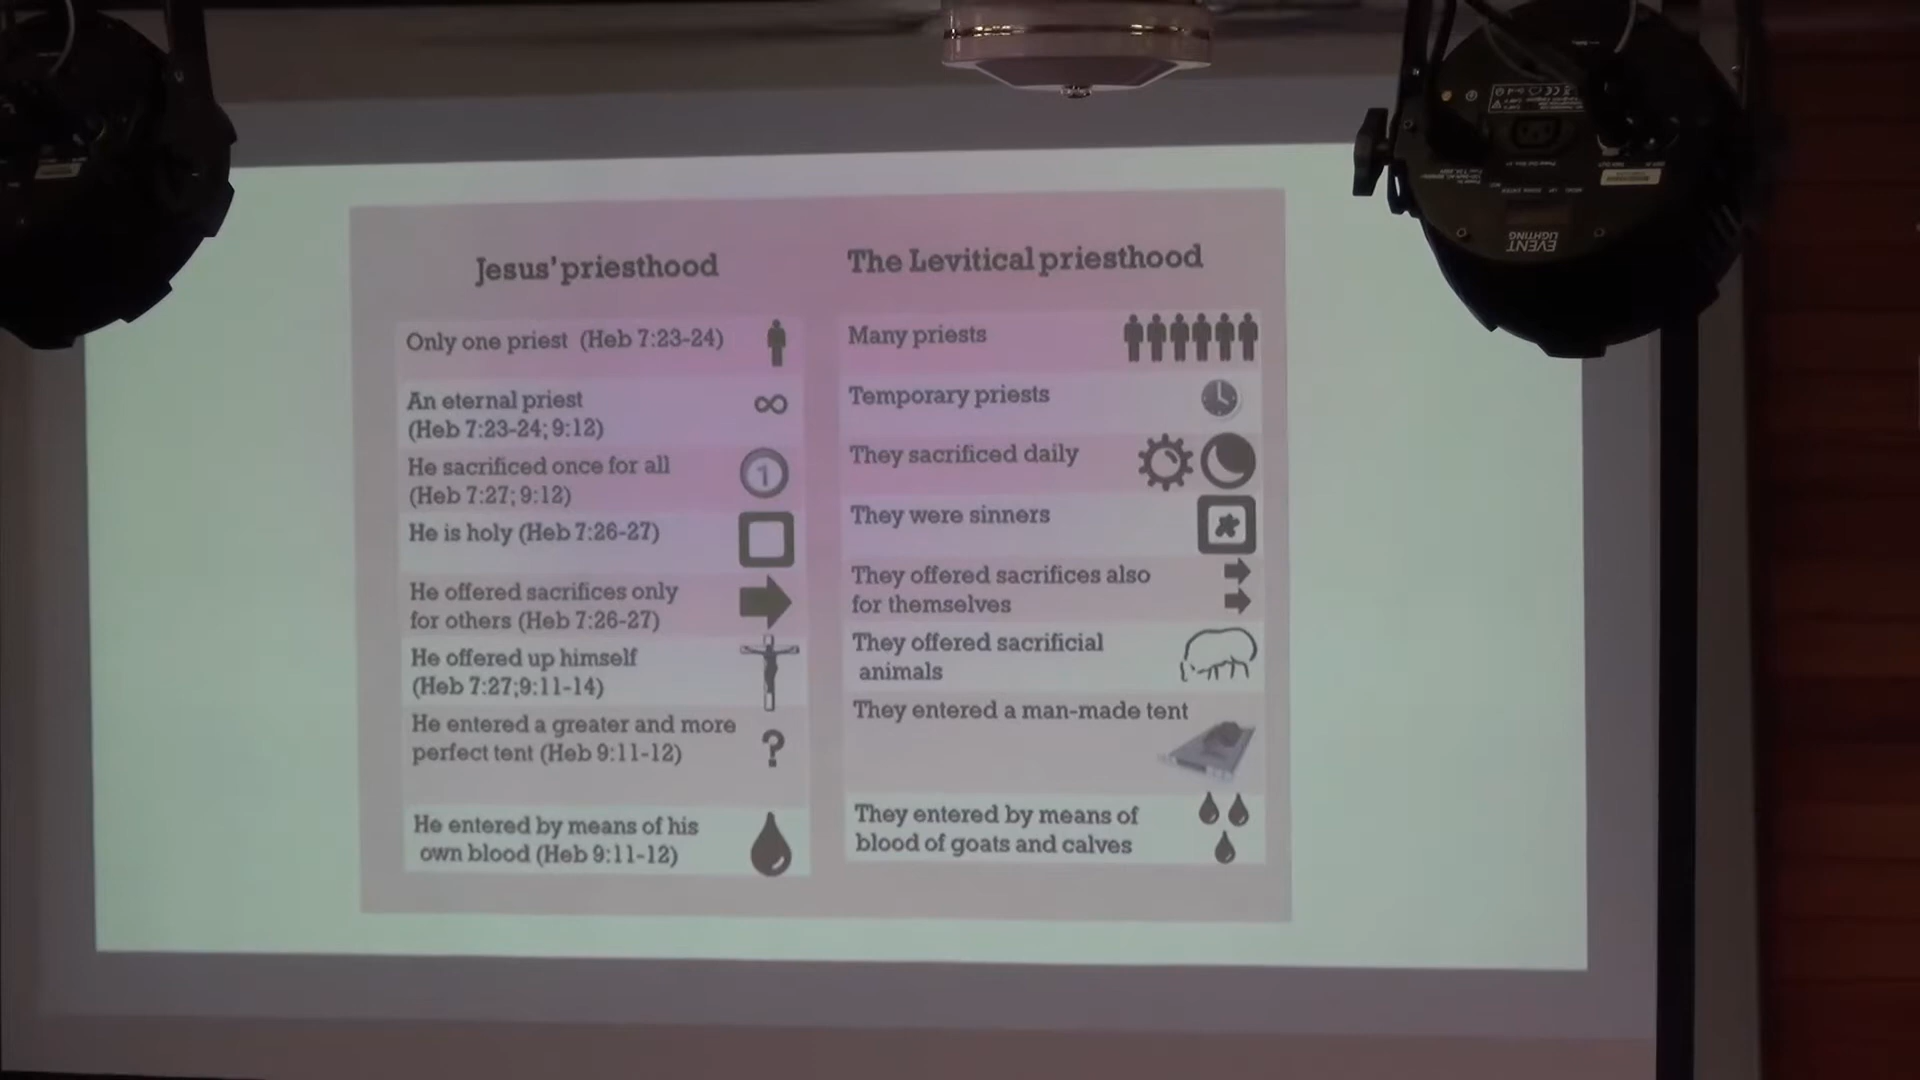 Jesus' priesthood
Only one priest (Heb 7:23-24)
An eternal priest
(Heb 7:23-24; 9:12)
He sacrificed once for all
(Heb 7:27; 9:12)
1
He is holy (Heb 7:26-27)
He offered sacrifices only
for others (Heb 7:26-27)
He offered up himself
(Heb 7:27;9:11-14)
He entered a greater and more
perfect tent (Heb 9:11-12)
?
He entered by means of his
own blood (Heb 9:11-12)
The Levitical priesthood
Many priests
Temporary priests
They sacrificed daily
They were sinners
They offered sacrifices also
for themselves
They offered sacrificial
animals
They entered a man-made tent
They entered by means of
blood of goats and calves
EVENT
LIGHTING